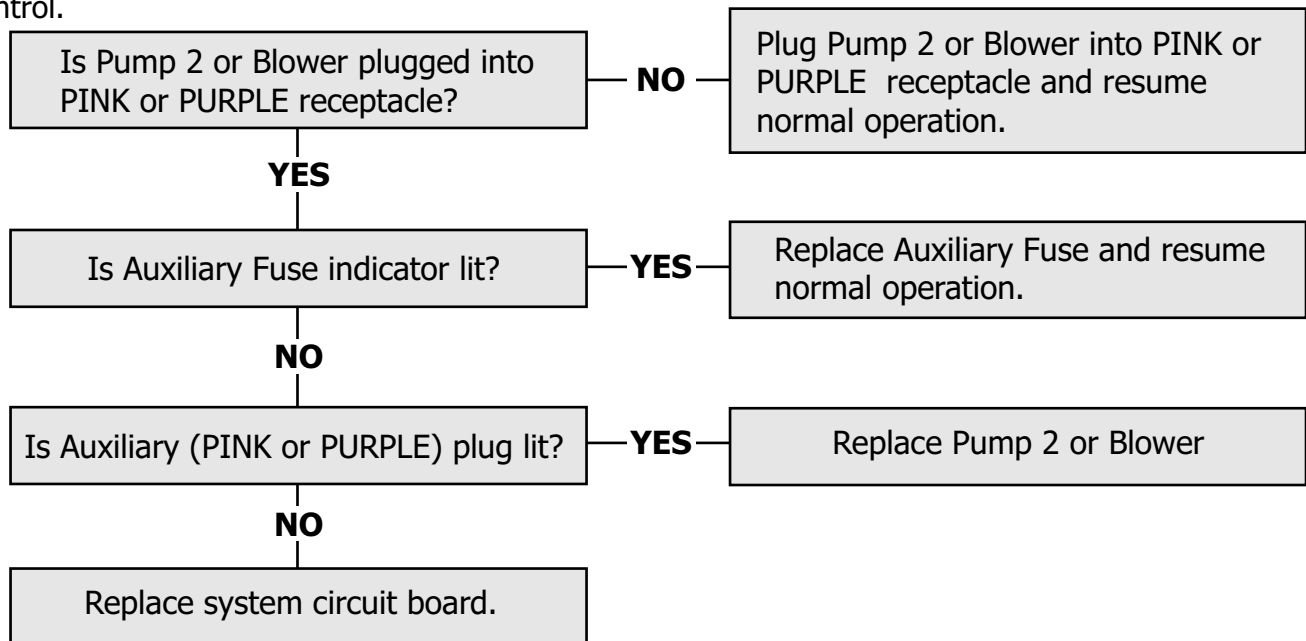 ntrol.
Is Pump 2 or Blower plugged into
PINK or PURPLE receptacle?
NO
Plug Pump 2 or Blower into PINK or
PURPLE receptacle and resume
normal operation.
YES
Is Auxiliary Fuse indicator lit?
YES
Replace Auxiliary Fuse and resume
normal operation.
NO
Is Auxiliary (PINK or PURPLE) plug lit?
YES
Replace Pump 2 or Blower
NO
Replace system circuit board.